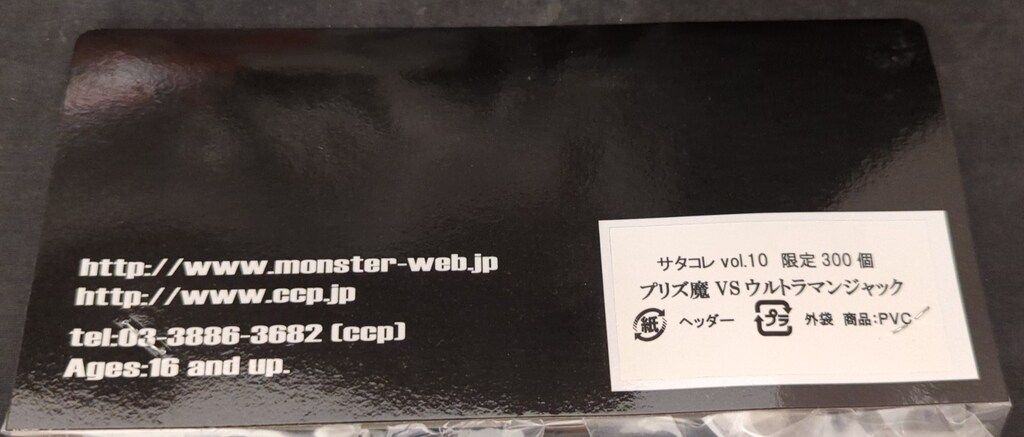 http://www.monster-web.jp
http://www.ccp.jp
tel:03-3886-3682 (ccp)
Ages:16 and up.
サタコレ vol.10 限定 300 個
プリズ魔 VS ウルトラマンジャック
紙 ヘッダー プラ 外袋 商品:PVC